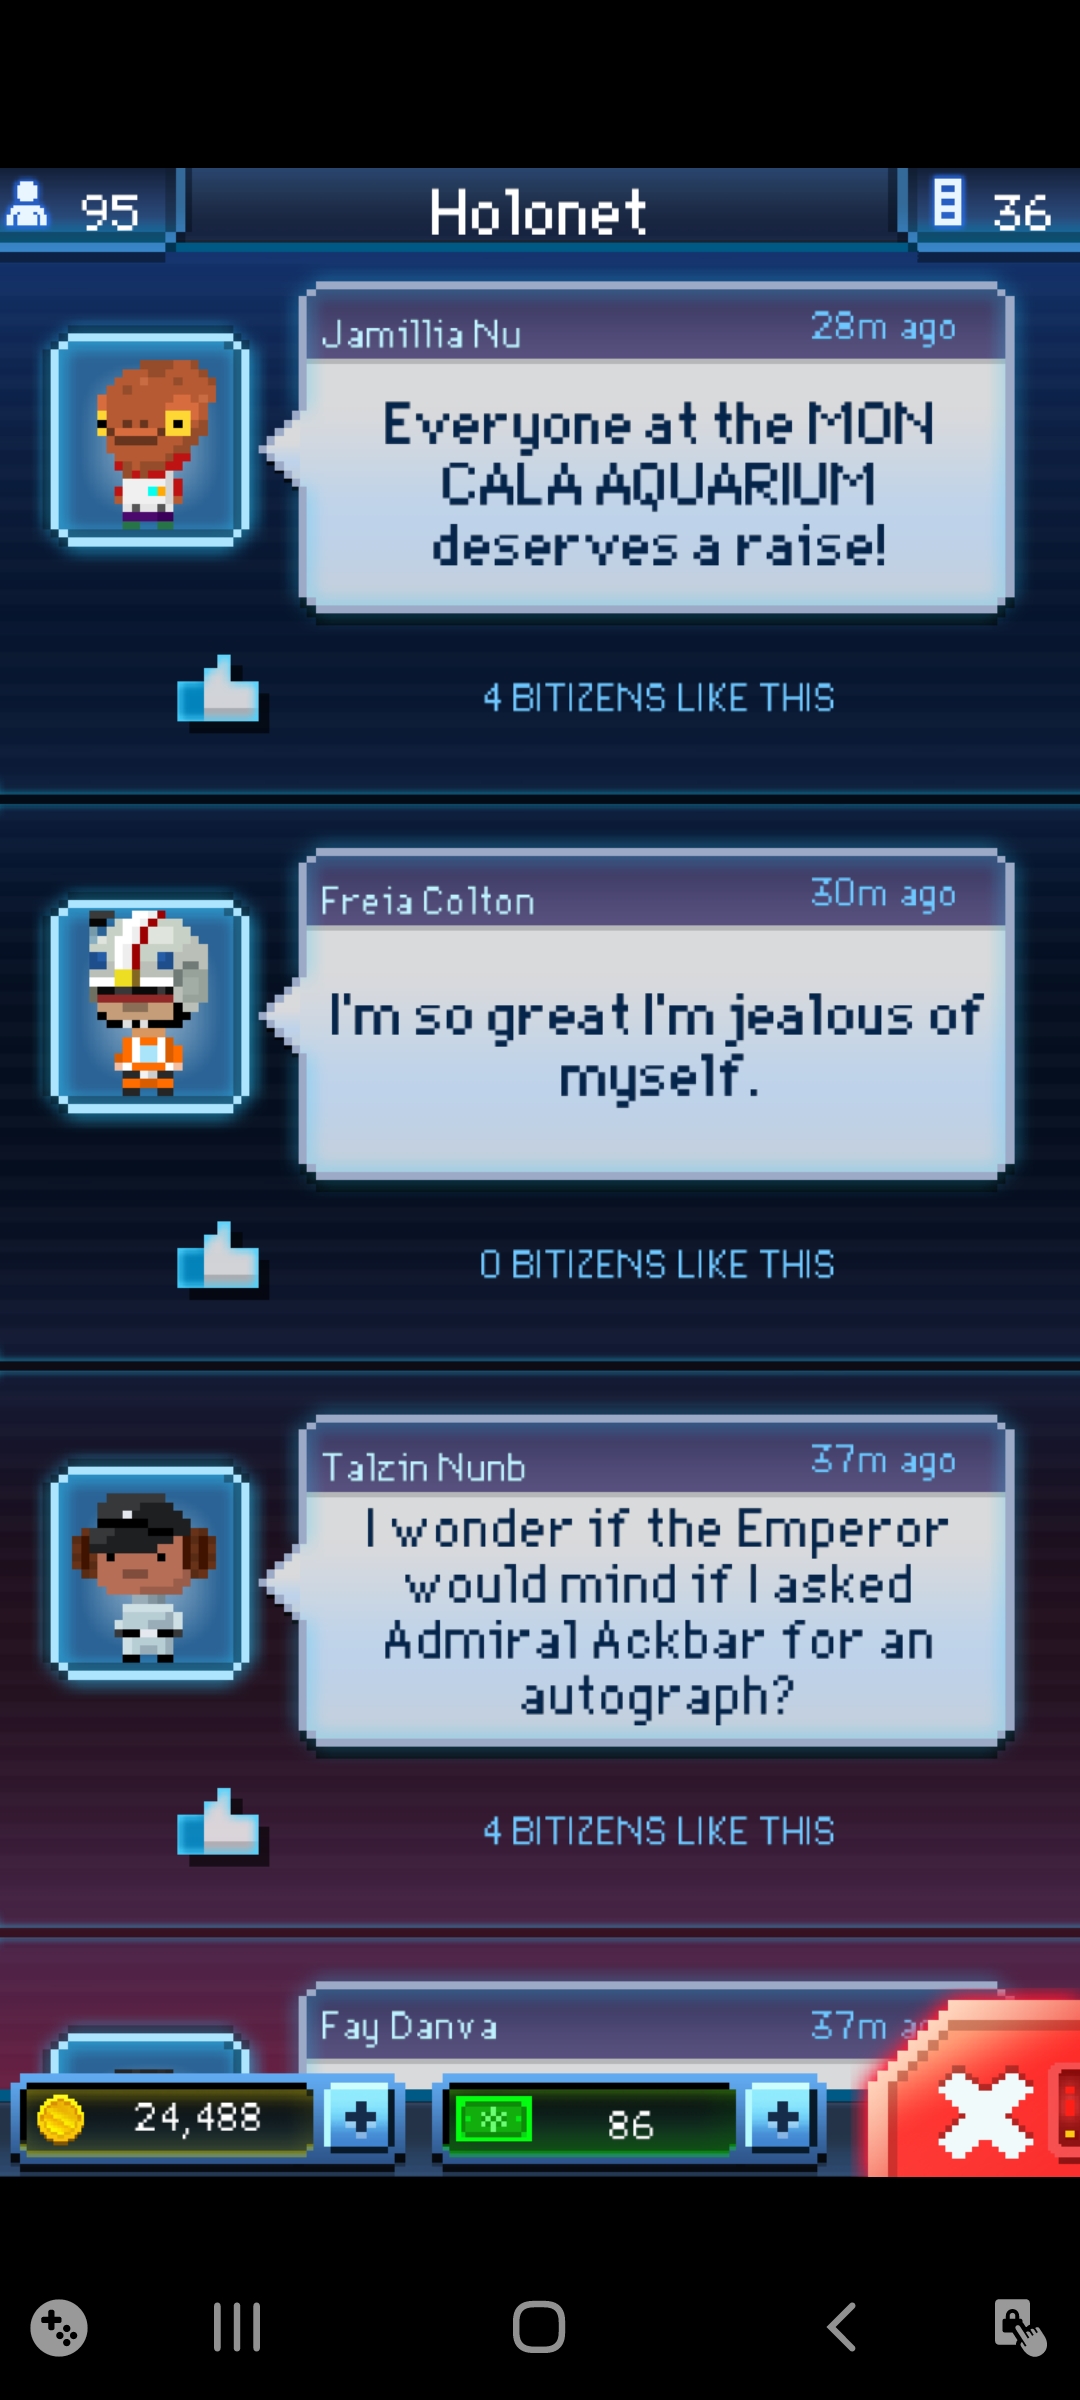 95
Holonet
36
Jamillia Nu
28m ago
Everyone at the MON
CALA AQUARIUM
deserves a raise!
4 BITIZENS LIKE THIS
Freia Colton
30m ago
I'm so great I'm jealous of
myself.
0 BITIZENS LIKE THIS
Talzin Nunb
37m ago
I wonder if the Emperor
would mind if I asked
Admiral Ackbar for an
autograph?
4 BITIZENS LIKE THIS
Fay Danva
37m
24,488
86